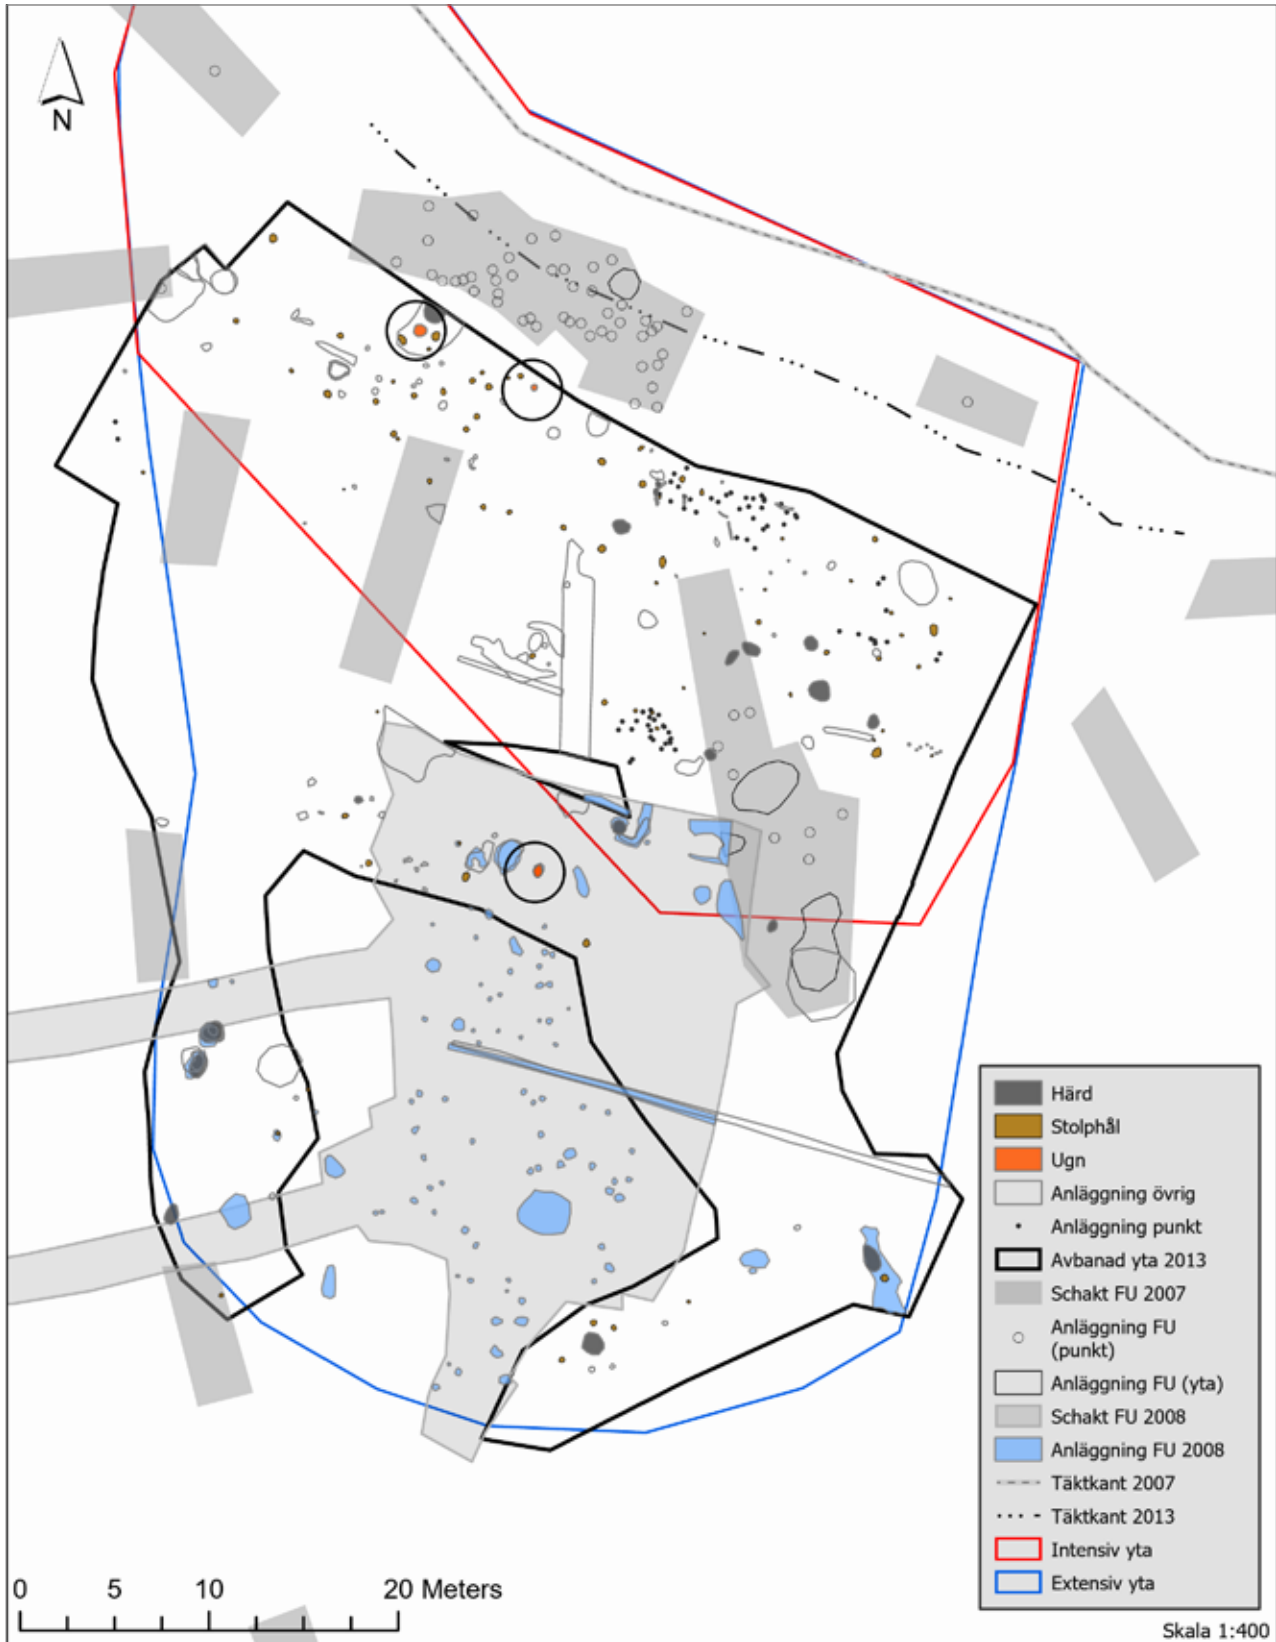 N
Härd
Stolphål
Ugn
Anläggning övrig
Anläggning punkt
Avbanad yta 2013
Schakt FU 2007
Anläggning FU
(punkt)
Anläggning FU (yta)
Schakt FU 2008
Anläggning FU 2008
Täktkant 2007
Täktkant 2013
Intensiv yta
Extensiv yta
0 5 10 20 Meters
Skala 1:400